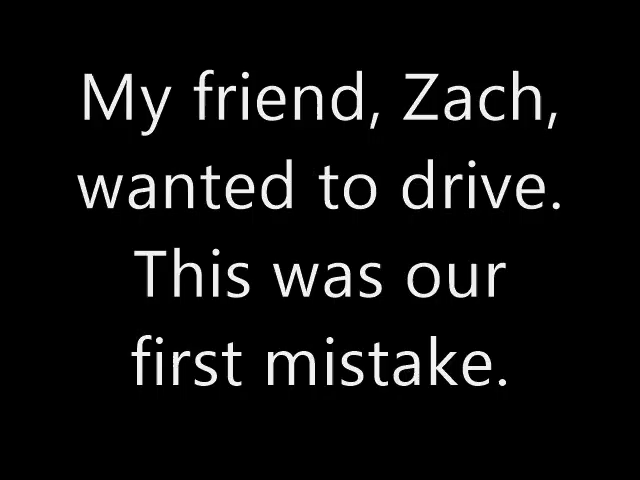 My friend, Zach,
wanted to drive.
This was our
first mistake.